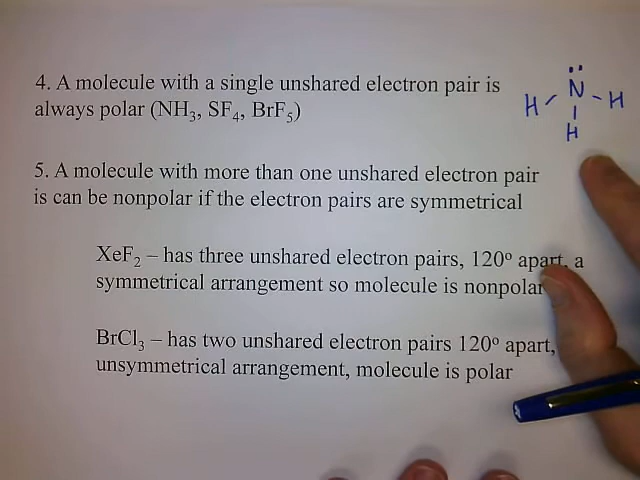 4. A molecule with a single unshared electron pair is
always polar (NH₃, SF₄, BrF₅)
N
H H
H
5. A molecule with more than one unshared electron pair
is can be nonpolar if the electron pairs are symmetrical
XeF₂ – has three unshared electron pairs, 120º apart, a
symmetrical arrangement so molecule is nonpolar
BrCl₃ – has two unshared electron pairs 120º apart,
unsymmetrical arrangement, molecule is polar